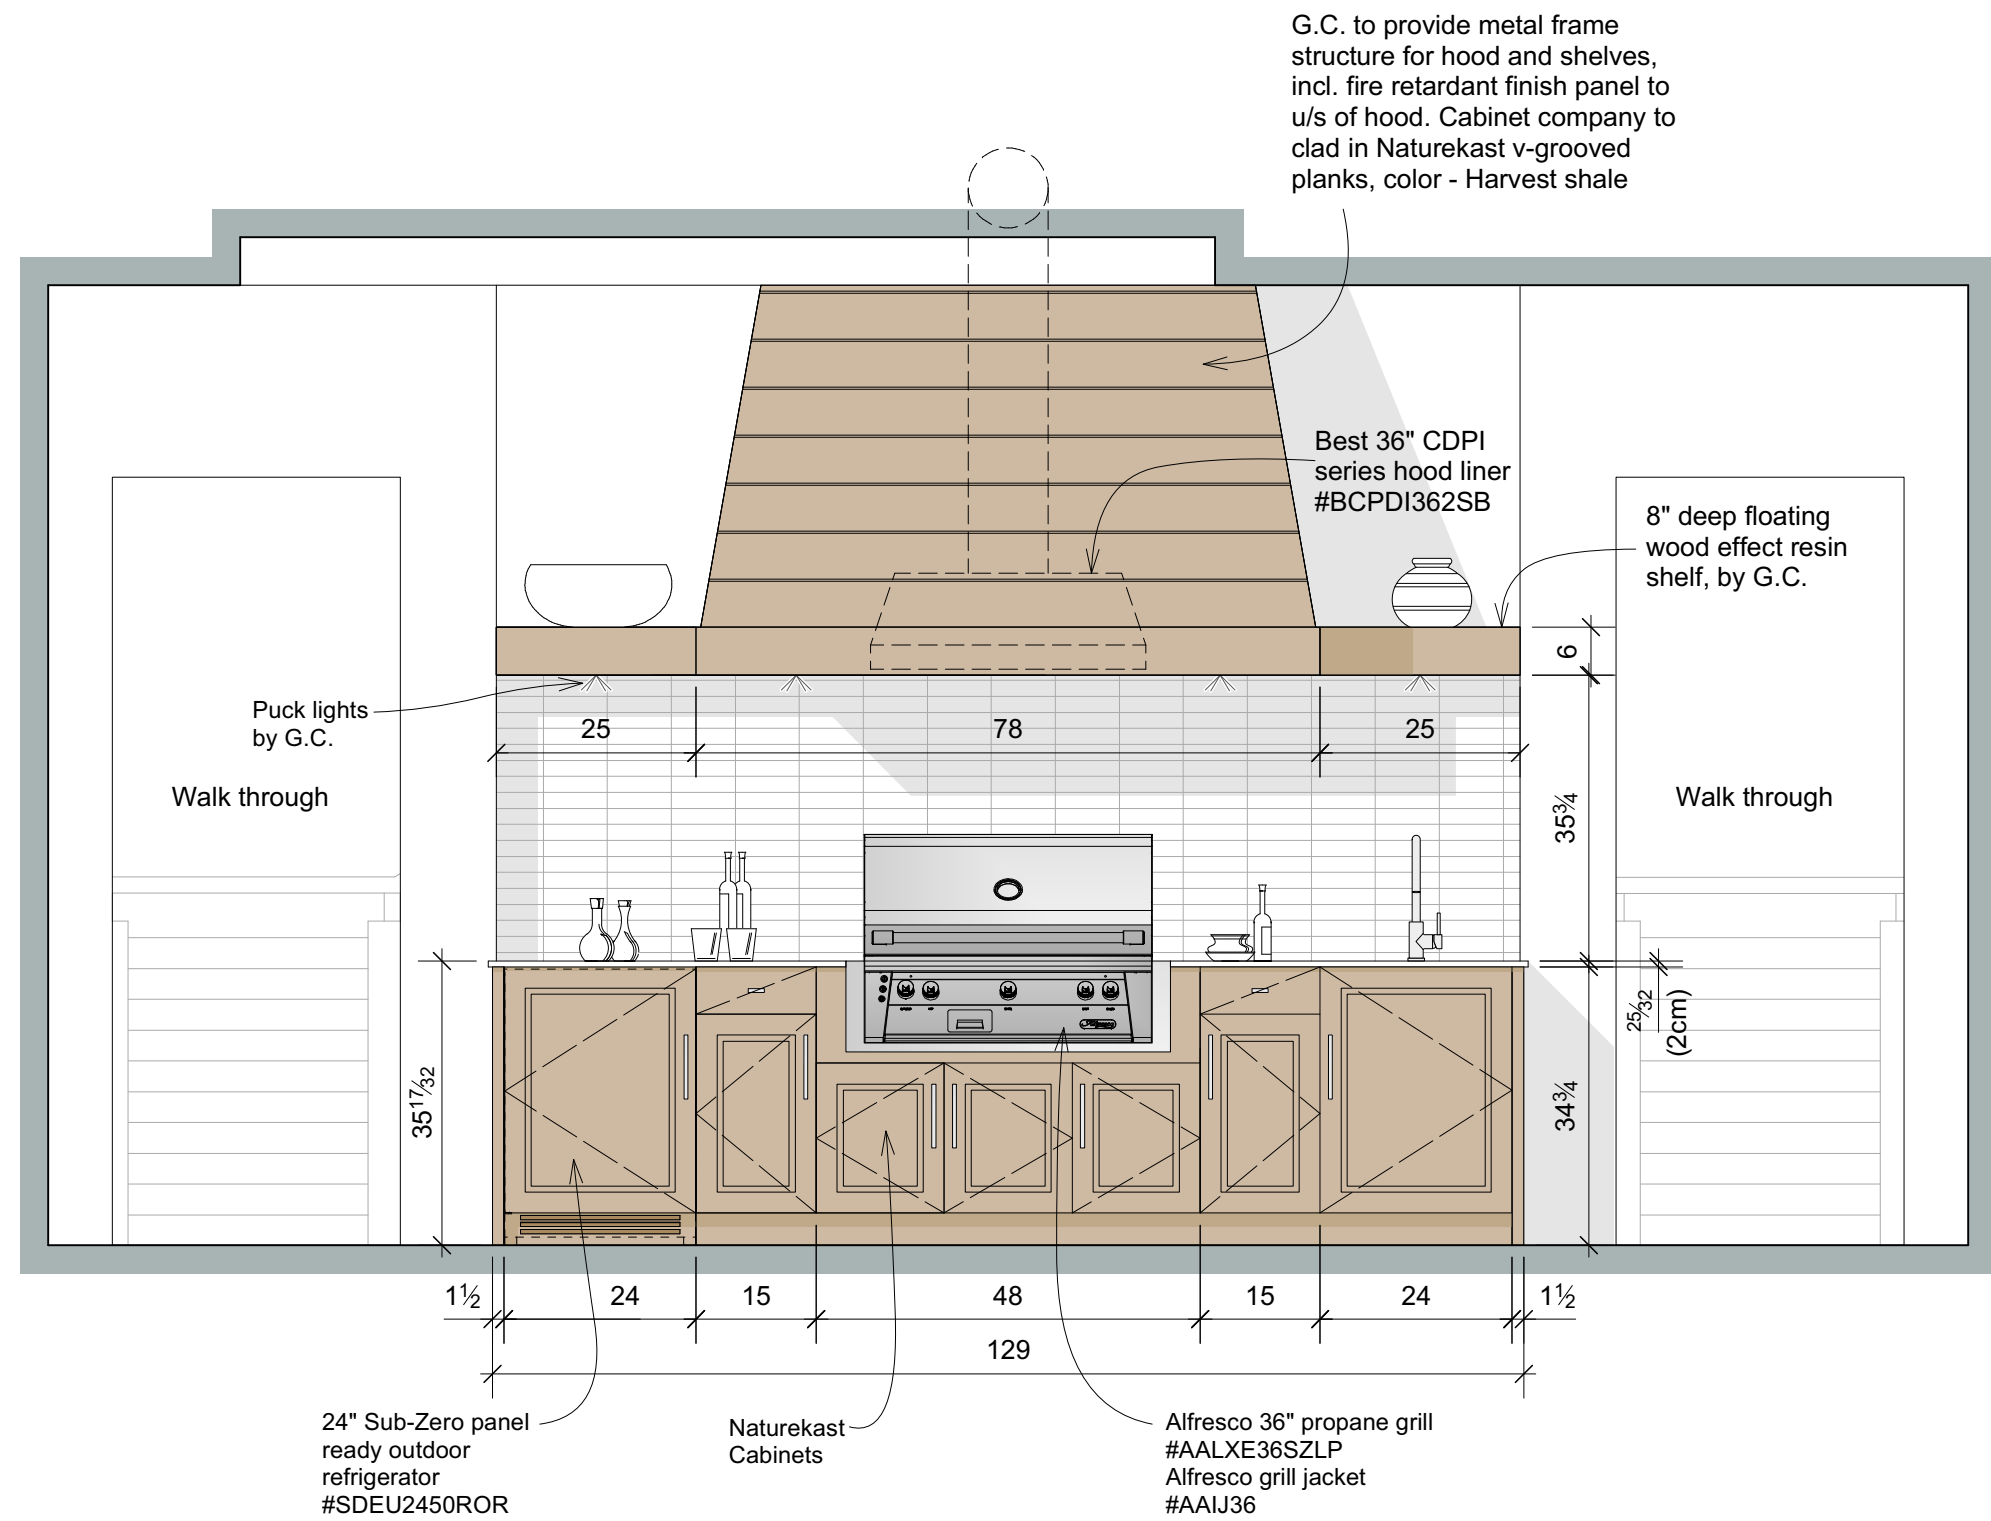 G.C. to provide metal frame
structure for hood and shelves,
incl. fire retardant finish panel to
u/s of hood. Cabinet company to
clad in Naturekast v-grooved
planks, color - Harvest shale
Best 36" CDPI
series hood liner
#BCPDI362SB
8" deep floating
wood effect resin
shelf, by G.C.
6
Puck lights
by G.C.
25
78
25
Walk through
Walk through
35¾
25⁄32
(2cm)
35 17⁄32
34¾
Alfresco
1½
24
15
48
15
24
1½
129
24" Sub-Zero panel
ready outdoor
refrigerator
#SDEU2450ROR
Naturekast
Cabinets
Alfresco 36" propane grill
#AALXE36SZLP
Alfresco grill jacket
#AAIJ36